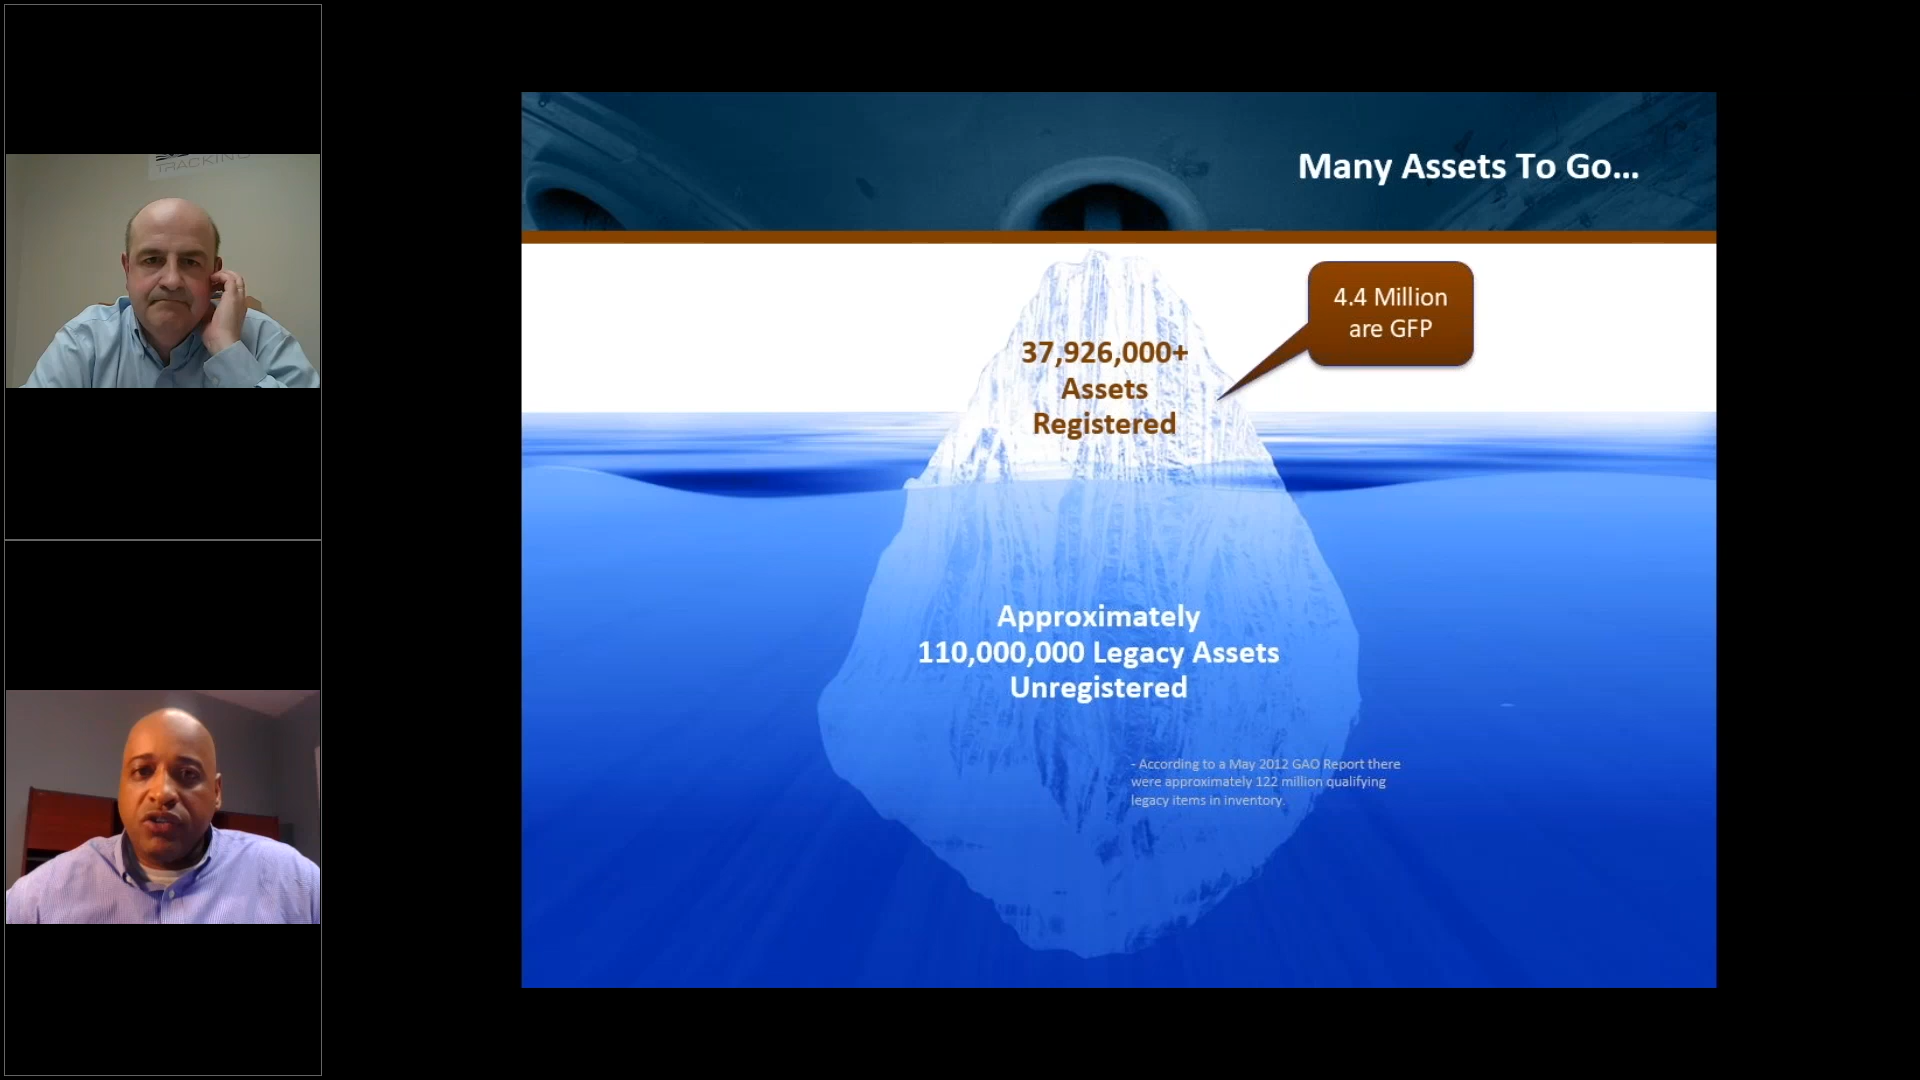 TRACKING
Many Assets To Go...
4.4 Million
are GFP
37,926,000+
Assets
Registered
Approximately
110,000,000 Legacy Assets
Unregistered
- According to a May 2012 GAO Report there
were approximately 122 million qualifying
legacy items in inventory.